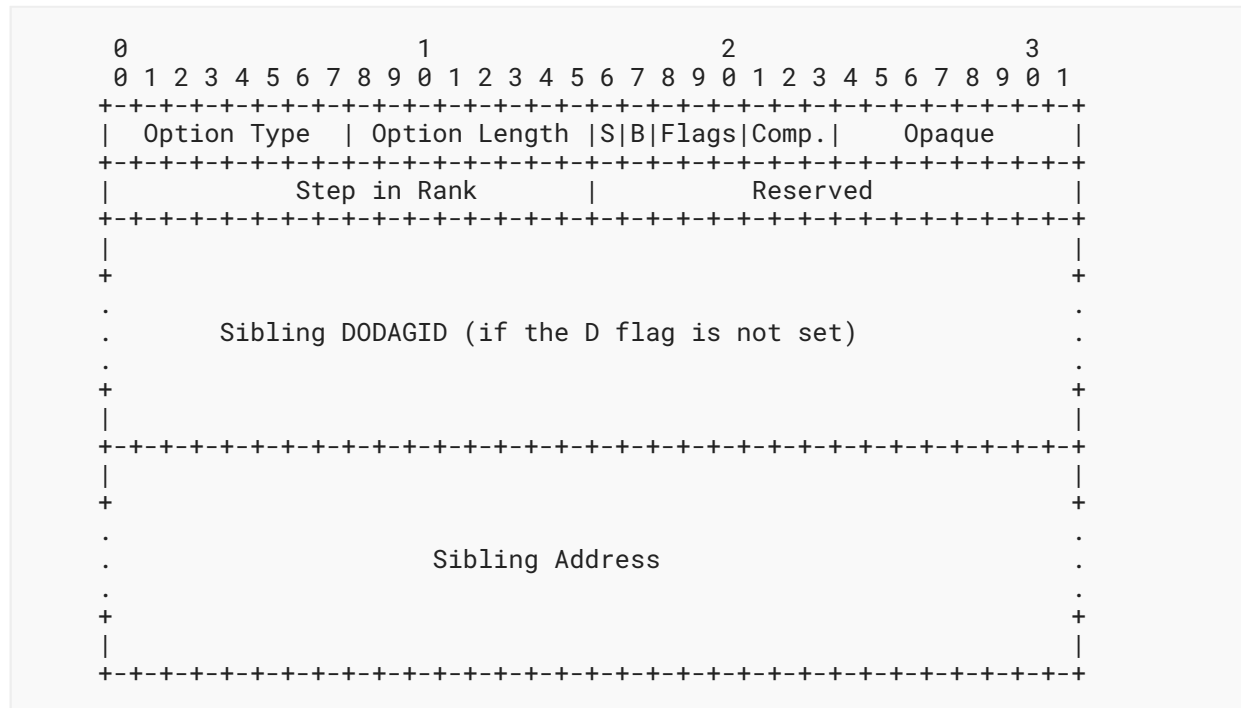 0                   1                   2                   3
 0 1 2 3 4 5 6 7 8 9 0 1 2 3 4 5 6 7 8 9 0 1 2 3 4 5 6 7 8 9 0 1
+-+-+-+-+-+-+-+-+-+-+-+-+-+-+-+-+-+-+-+-+-+-+-+-+-+-+-+-+-+-+-+-+
|  Option Type  | Option Length |S|B|Flags|Comp.|    Opaque     |
+-+-+-+-+-+-+-+-+-+-+-+-+-+-+-+-+-+-+-+-+-+-+-+-+-+-+-+-+-+-+-+-+
|            Step in Rank       |          Reserved             |
+-+-+-+-+-+-+-+-+-+-+-+-+-+-+-+-+-+-+-+-+-+-+-+-+-+-+-+-+-+-+-+-+
|                                                               |
+                                                               +
.                                                               .
.       Sibling DODAGID (if the D flag is not set)              .
.                                                               .
+                                                               +
|                                                               |
+-+-+-+-+-+-+-+-+-+-+-+-+-+-+-+-+-+-+-+-+-+-+-+-+-+-+-+-+-+-+-+-+
|                                                               |
+                                                               +
.                                                               .
.                     Sibling Address                           .
.                                                               .
+                                                               +
|                                                               |
+-+-+-+-+-+-+-+-+-+-+-+-+-+-+-+-+-+-+-+-+-+-+-+-+-+-+-+-+-+-+-+-+